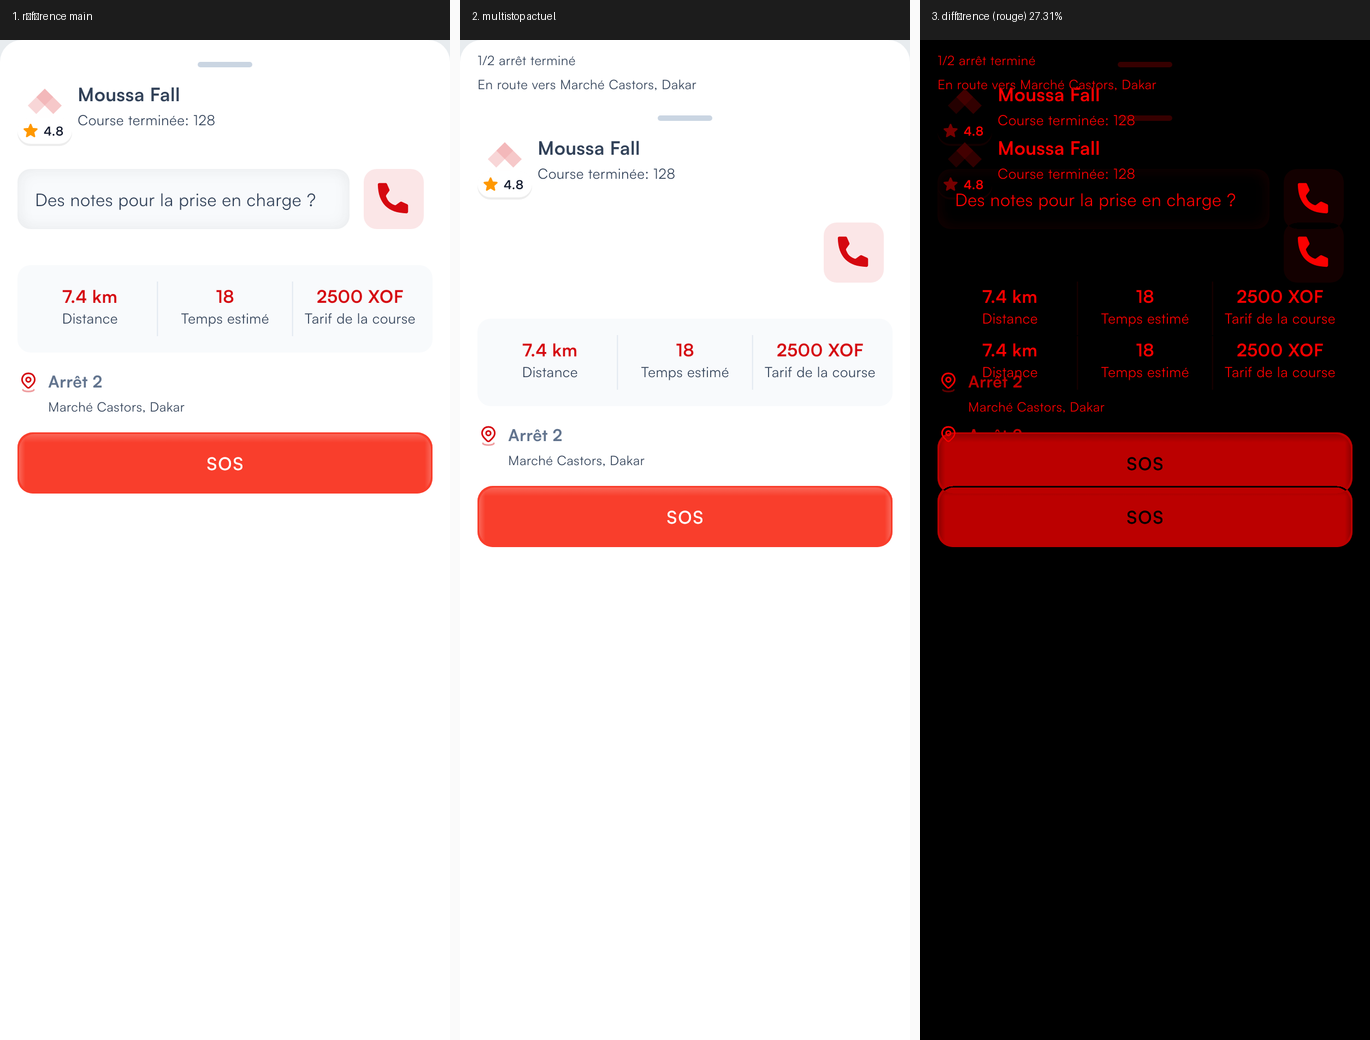 1. référence main
Moussa Fall
Course terminée: 128
4.8
Des notes pour la prise en charge ?
7.4 km
18
2500 XOF
Distance
Temps estimé
Tarif de la course
Arrêt 2
Marché Castors, Dakar
SOS
2. multistop actuel
1/2 arrêt terminé
En route vers Marché Castors, Dakar
Moussa Fall
Course terminée: 128
4.8
7.4 km
18
2500 XOF
Distance
Temps estimé
Tarif de la course
Arrêt 2
Marché Castors, Dakar
SOS
3. différence (rouge) 27.31%
1/2 arrêt terminé
En route vers Marché Castors, Dakar
Moussa Fall
Course terminée: 128
4.8
Moussa Fall
Course terminée: 128
4.8
Des notes pour la prise en charge ?
7.4 km
18
2500 XOF
Distance
Temps estimé
Tarif de la course
7.4 km
18
2500 XOF
Distance
Temps estimé
Tarif de la course
Arrêt 2
Marché Castors, Dakar
Arrêt 2
SOS
SOS